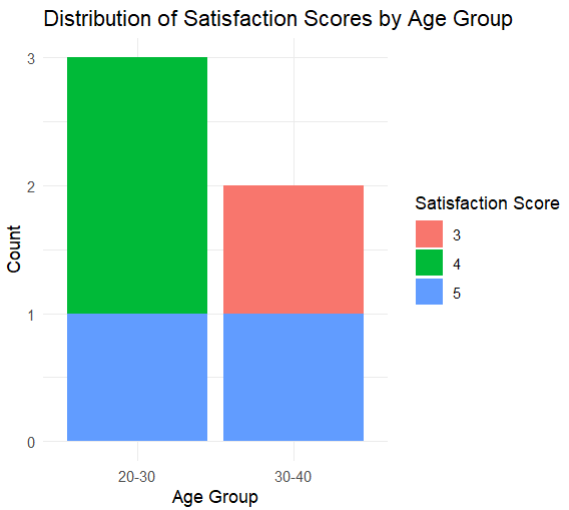 Distribution of Satisfaction Scores by Age Group
3
2
1
0
Count
20-30
30-40
Age Group
Satisfaction Score
3
4
5